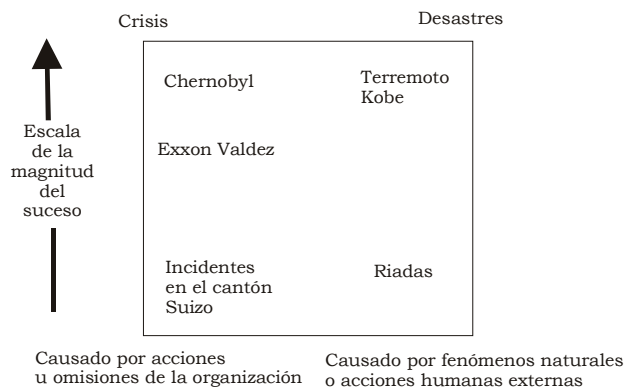 Crisis
Desastres
Chernobyl
Terremoto
Kobe
Escala
de la
magnitud
del
suceso
Exxon Valdez
Incidentes
en el cantón
Suizo
Riadas
Causado por acciones
u omisiones de la organización
Causado por fenómenos naturales
o acciones humanas externas